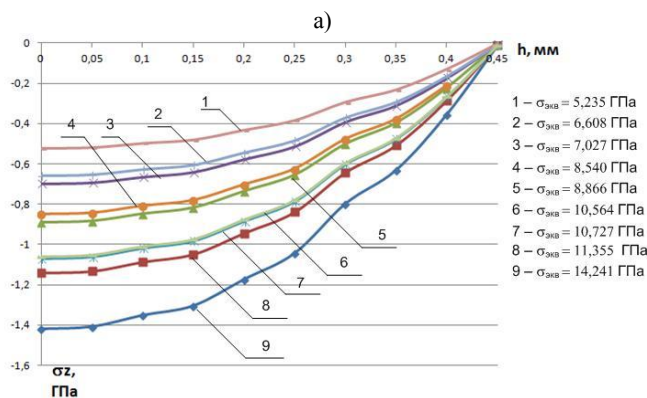 а)
0 0,05 0,1 0,15 0,2 0,25 0,3 0,35 0,4 0,45
h, мм
0
-0,2
-0,4
-0,6
-0,8
-1
-1,2
-1,4
-1,6
σz,
ГПа
1
2
3
4
5
6
7
8
9
1 – σэкв = 5,235 ГПа
2 – σэкв = 6,608 ГПа
3 – σэкв = 7,027 ГПа
4 – σэкв = 8,540 ГПа
5 – σэкв = 8,866 ГПа
6 – σэкв = 10,564 ГПа
7 – σэкв = 10,727 ГПа
8 – σэкв = 11,355 ГПа
9 – σэкв = 14,241 ГПа